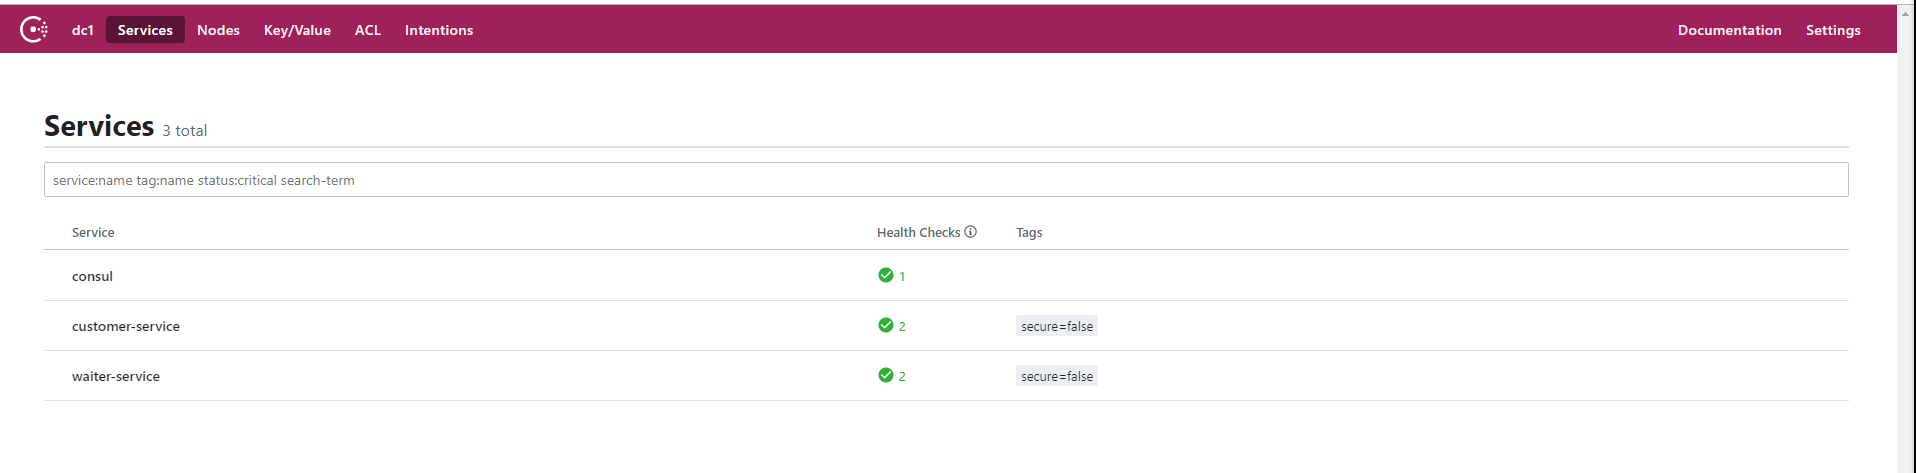 dc1 Services Nodes Key/Value ACL Intentions Documentation Settings
Services 3 total
service:name tag:name status:critical search-term
Service Health Checks Tags
consul 1
customer-service 2 secure=false
waiter-service 2 secure=false